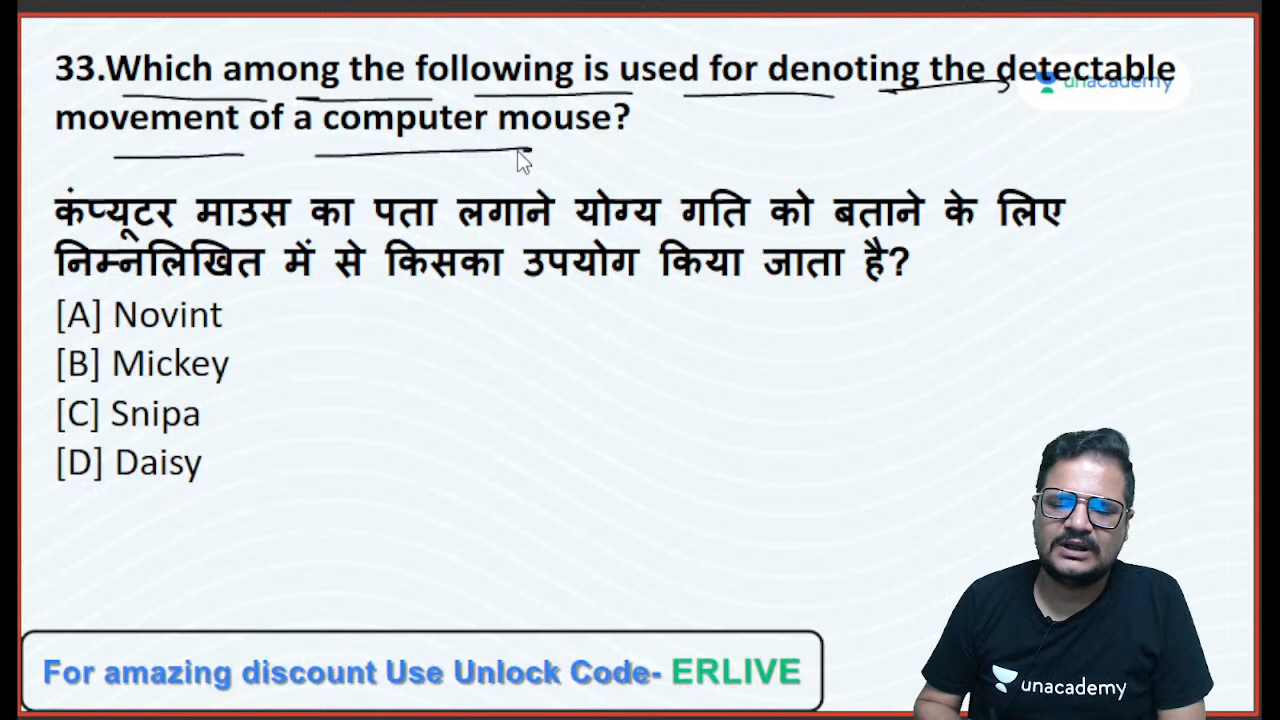 33.Which among the following is used for denoting the detectable
unacademy
movement of a computer mouse?
कंप्यूटर माउस का पता लगाने योग्य गति को बताने के लिए
निम्नलिखित में से किसका उपयोग किया जाता है?
[A] Novint
[B] Mickey
[C] Snipa
[D] Daisy
For amazing discount Use Unlock Code- ERLIVE
unacademy